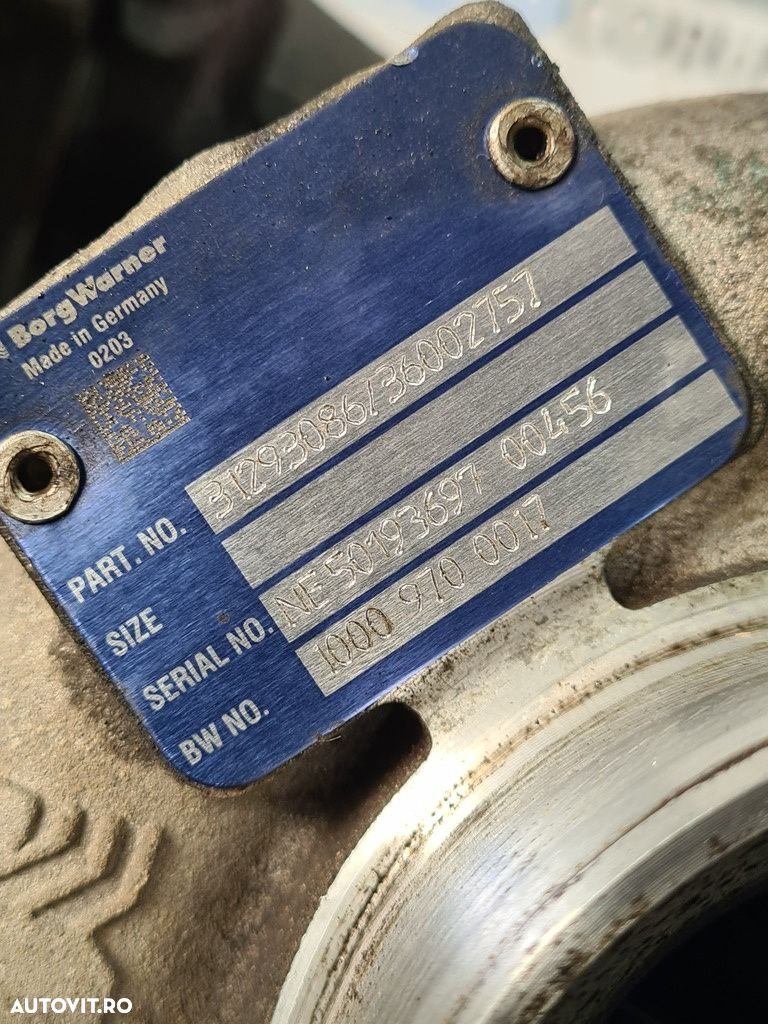 BorgWarner
Made in Germany
0203
PART. NO. 31293086/36002757
SIZE
SERIAL NO. NE50193697 00456
BW NO. 1000 970 0017
AUTOVIT.RO